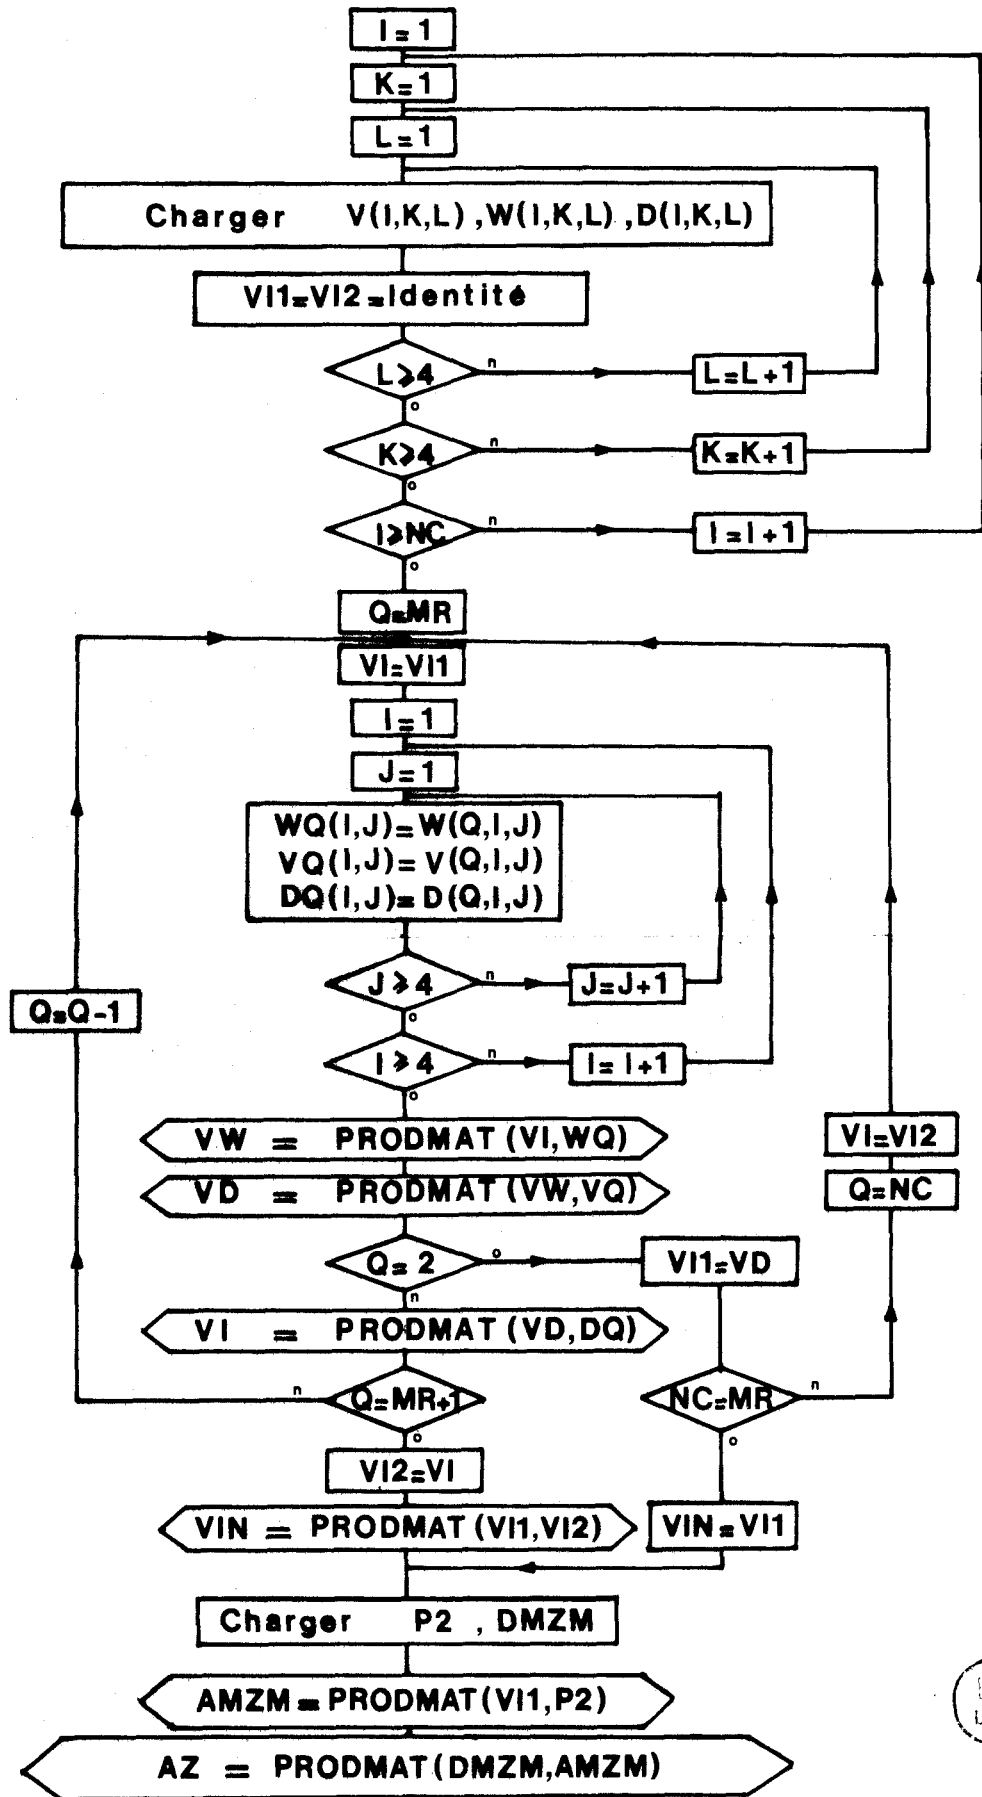 I=1
K=1
L=1
Charger V(I,K,L),W(I,K,L),D(I,K,L)
VI1=VI2=Identité
L⩾4
n
L=L+1
o
K⩾4
n
K=K+1
o
I⩾NC
n
I=I+1
o
Q=MR
VI=VI1
I=1
J=1
WQ(I,J)=W(Q,I,J)
VQ(I,J)=V(Q,I,J)
DQ(I,J)=D(Q,I,J)
J⩾4
n
J=J+1
Q=Q-1
o
I⩾4
n
I=I+1
o
VW = PRODMAT(VI,WQ)
VI=VI2
VD = PRODMAT(VW,VQ)
Q=NC
Q=2
o
VI1=VD
n
VI = PRODMAT(VD,DQ)
n
Q=MR+1
NC=MR
n
o
o
VI2=VI
VIN = PRODMAT(VI1,VI2)
VIN=VI1
Charger P2 , DMZM
AMZM=PRODMAT(VI1,P2)
AZ = PRODMAT(DMZM,AMZM)